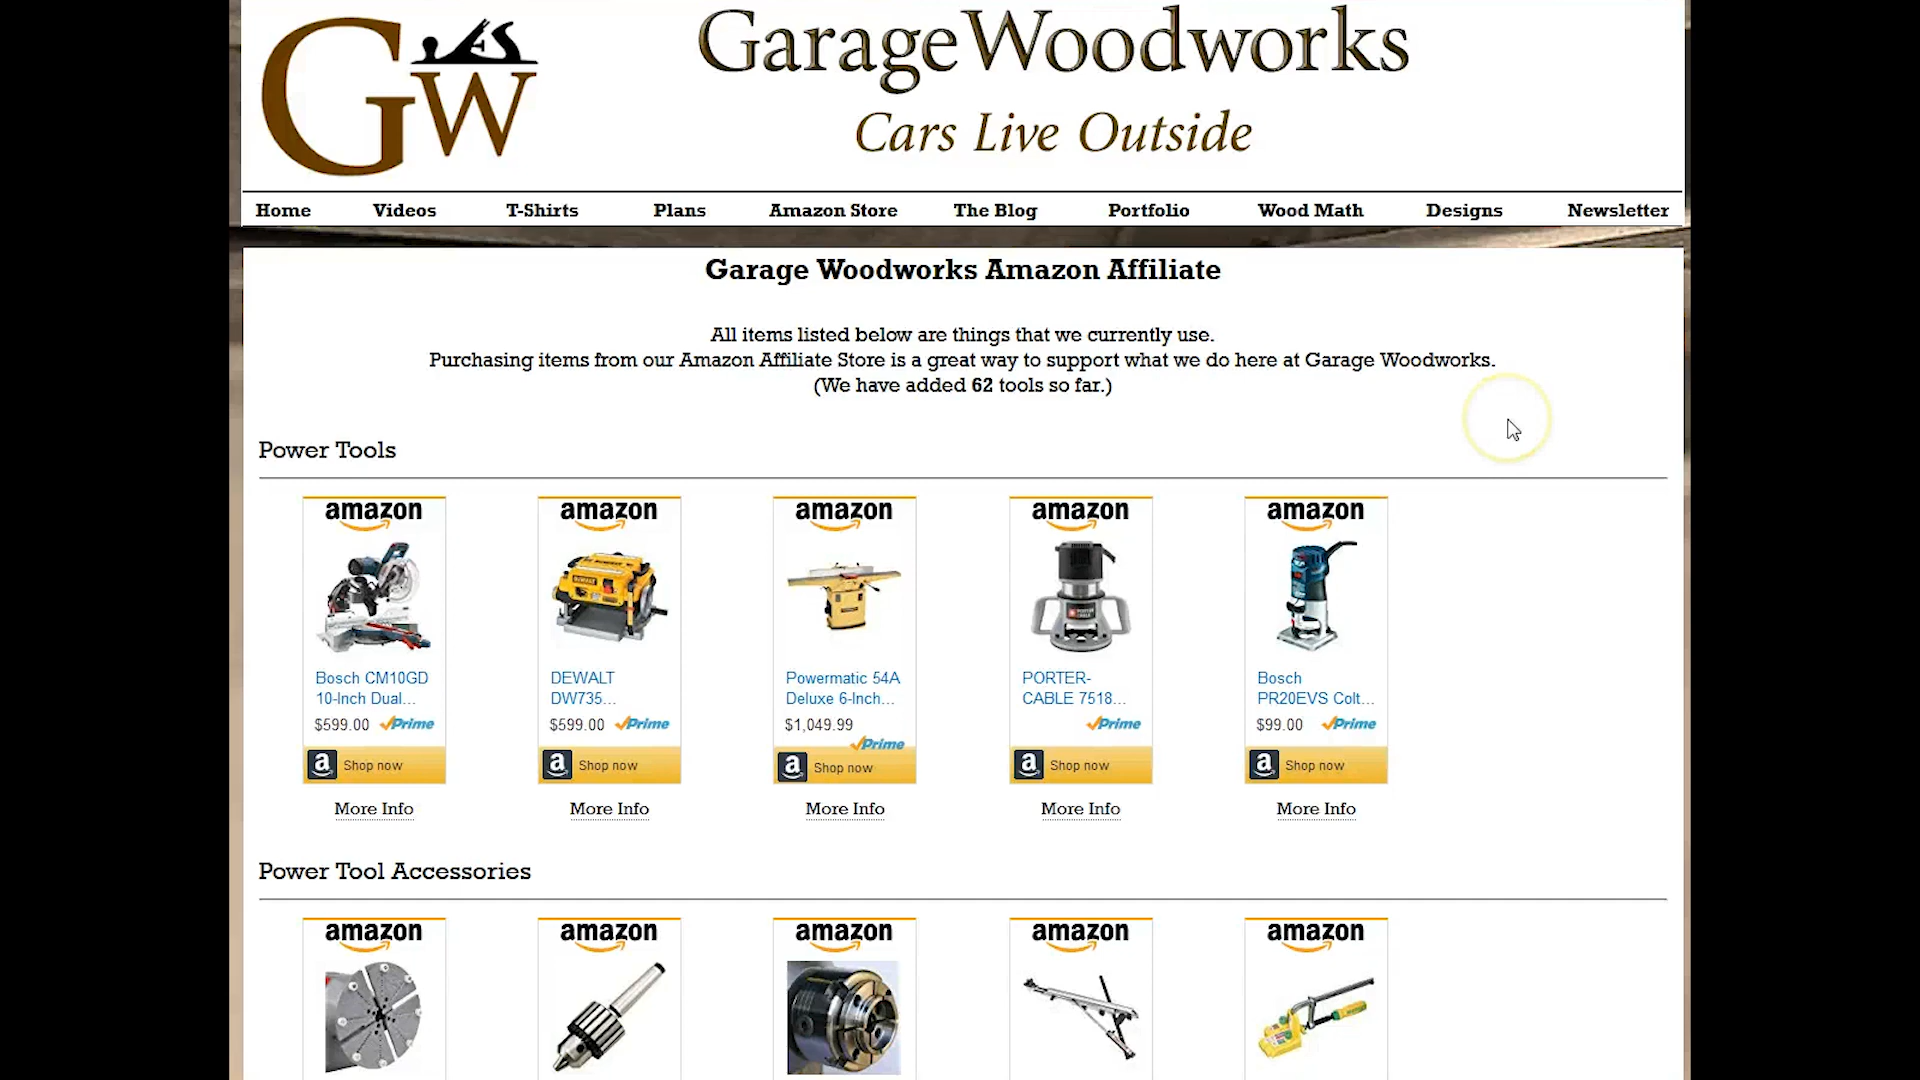 GW
GarageWoodworks
Cars Live Outside
Home Videos T-Shirts Plans Amazon Store The Blog Portfolio Wood Math Designs Newsletter
Garage Woodworks Amazon Affiliate
All items listed below are things that we currently use.
Purchasing items from our Amazon Affiliate Store is a great way to support what we do here at Garage Woodworks.
(We have added 62 tools so far.)
Power Tools
amazon amazon amazon amazon amazon
Bosch CM10GD DEWALT Powermatic 54A PORTER- Bosch
10-Inch Dual... DW735... Deluxe 6-Inch... CABLE 7518... PR20EVS Colt...
$599.00 Prime $599.00 Prime $1,049.99 Prime $99.00 Prime
Prime
a Shop now a Shop now a Shop now a Shop now a Shop now
More Info More Info More Info More Info More Info
Power Tool Accessories
amazon amazon amazon amazon amazon